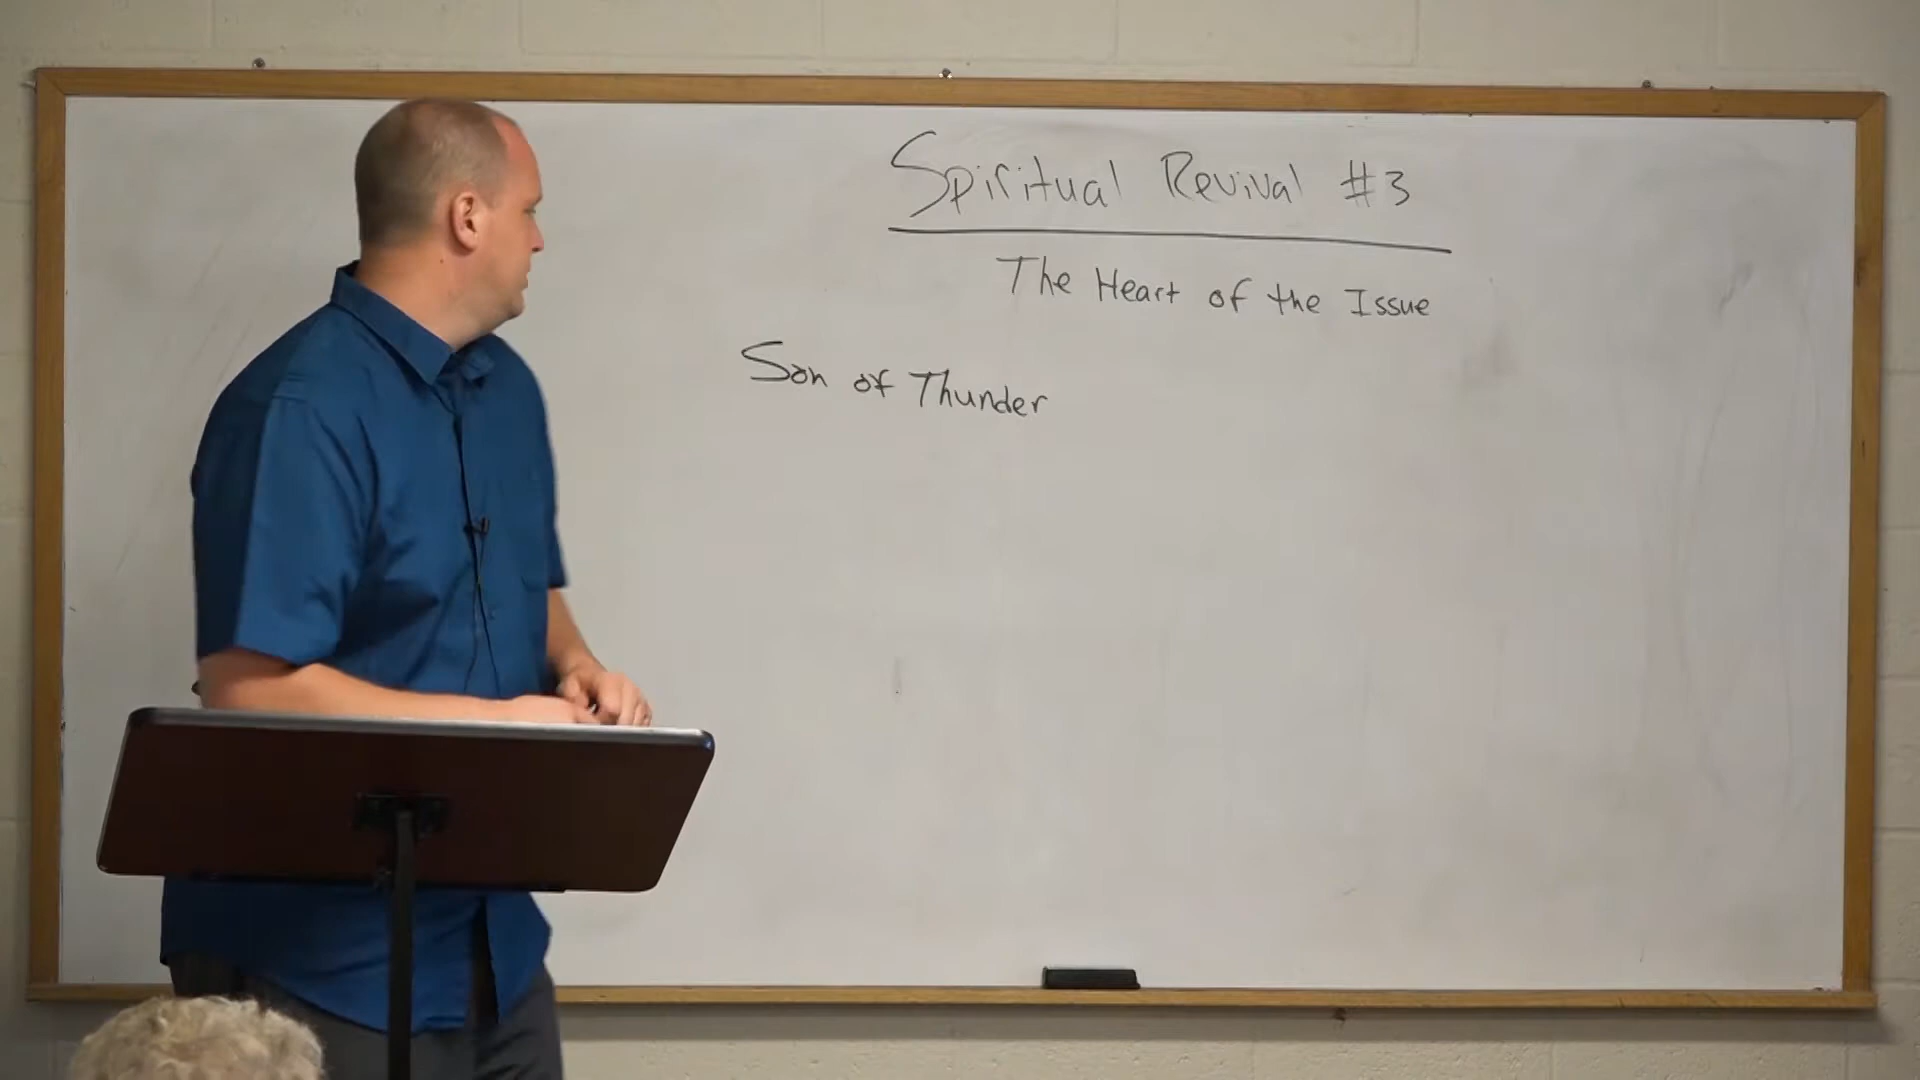 Spiritual Revival #3
The Heart of the Issue
Son of Thunder